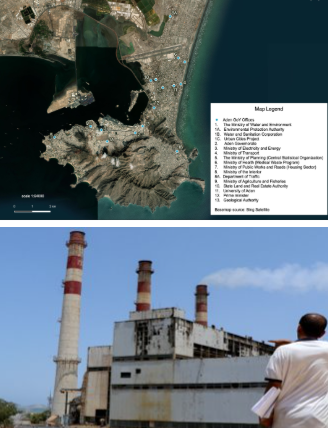 Map Legend
Aden GoY Offices
1. The Ministry of Water and Environment
1A. Environmental Protection Authority
1B. Water and Sanitation Corporation
1C. Urban Cities Project
2. Aden Governorate
3. Ministry of Electricity and Energy
4. Ministry of Transport
5. The Ministry of Planning (Central Statistical Organization)
6. Ministry of Health (Medical Waste Program)
7. Ministry of Public Works and Roads (Housing Sector)
8. Ministry of the Interior
8A. Department of Traffic
9. Ministry of Agriculture and Fisheries
10. State Land and Real Estate Authority
11. University of Aden
12. Prime Minister
13. Geological Authority
Basemap source: Bing Satellite